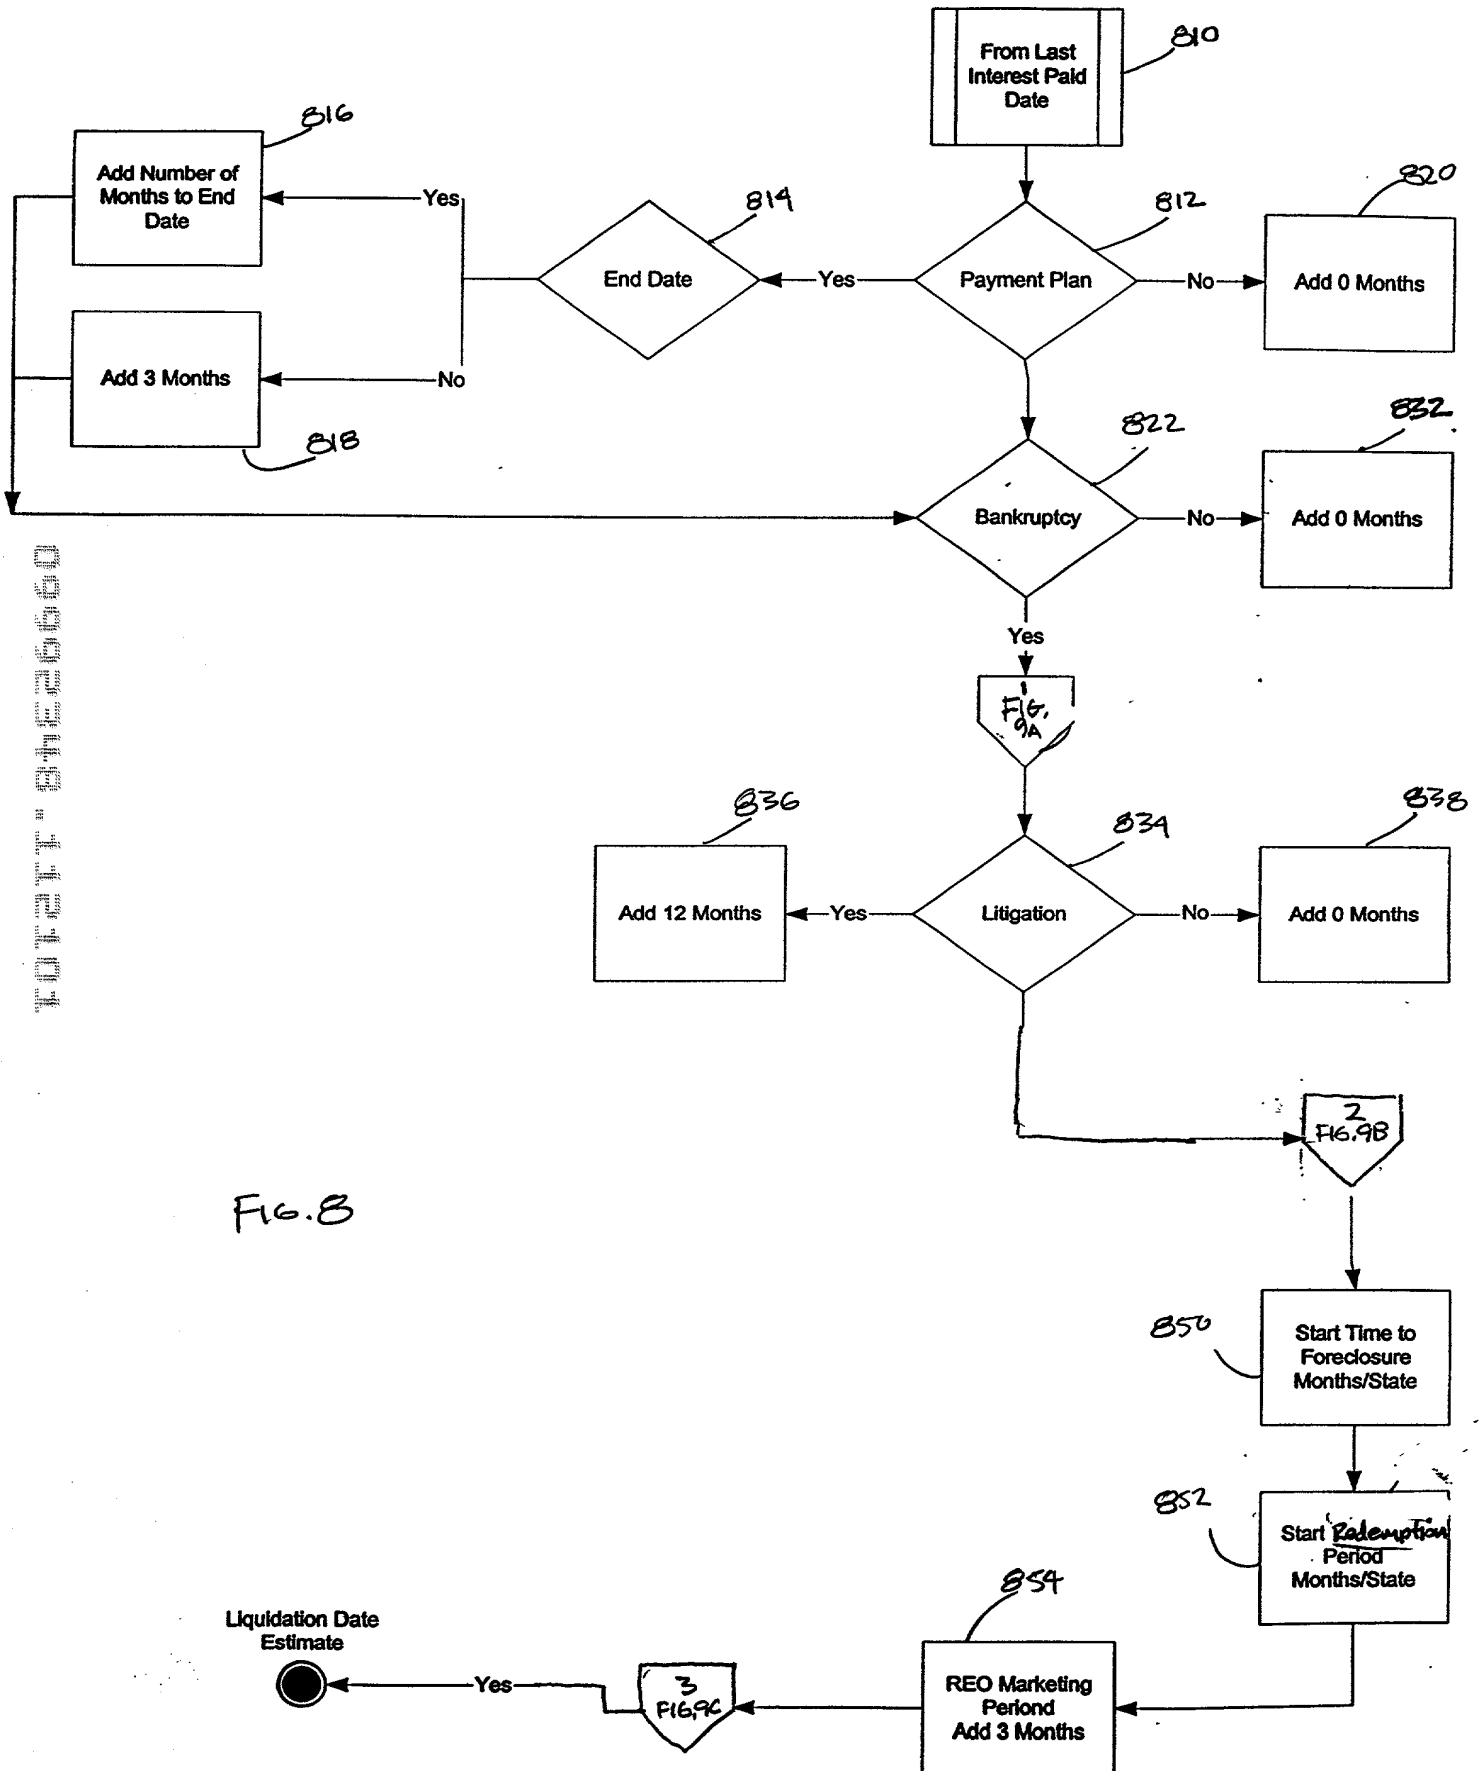 From Last
Interest Paid
Date
810
816
Add Number of
Months to End
Date
Yes
814
End Date
Yes
812
Payment Plan
No
820
Add 0 Months
Add 3 Months
No
818
822
Bankruptcy
No
832
Add 0 Months
Yes
1
FIG.
9A
836
Add 12 Months
Yes
834
Litigation
No
838
Add 0 Months
2
FIG. 9B
FIG. 8
850
Start Time to
Foreclosure
Months/State
852
Start Redemption
Period
Months/State
854
REO Marketing
Periond
Add 3 Months
3
FIG. 9C
Yes
Liquidation Date
Estimate